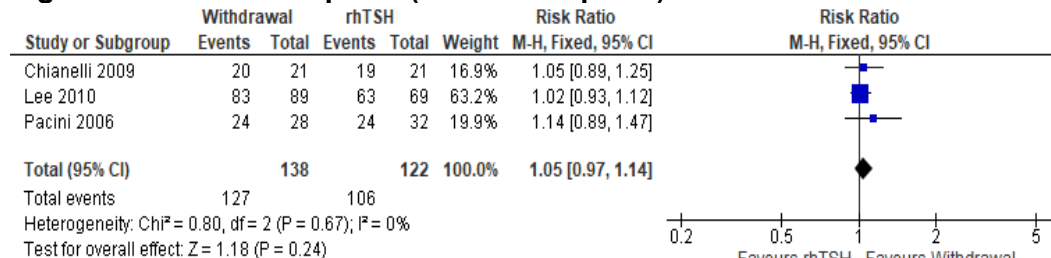 Withdrawal rhTSH Risk Ratio Risk Ratio
Study or Subgroup Events Total Events Total Weight M-H, Fixed, 95% CI M-H, Fixed, 95% CI
Chianelli 2009 20 21 19 21 16.9% 1.05 [0.89, 1.25]
Lee 2010 83 89 63 69 63.2% 1.02 [0.93, 1.12]
Pacini 2006 24 28 24 32 19.9% 1.14 [0.89, 1.47]
Total (95% CI) 138 122 100.0% 1.05 [0.97, 1.14]
Total events 127 106
Heterogeneity: Chi² = 0.80, df = 2 (P = 0.67); I² = 0%
Test for overall effect: Z = 1.18 (P = 0.24)
0.2 0.5 1 2 5
Favours rhTSH Favours Withdrawal